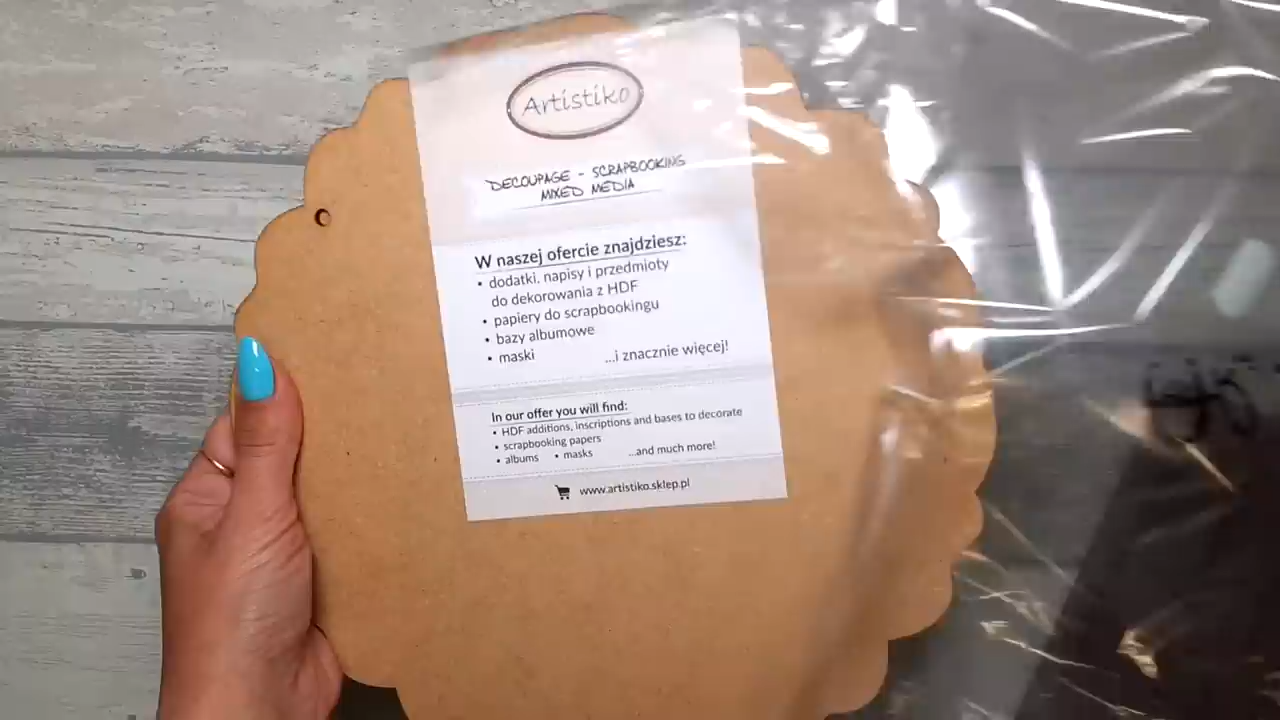 Artistiko
DECOUPAGE - SCRAPBOOKING
MIXED MEDIA
W naszej ofercie znajdziesz:
• dodatki, napisy i przedmioty
do dekorowania z HDF
• papiery do scrapbookingu
• bazy albumowe
• maski ...i znacznie więcej!
In our offer you will find:
• HDF additions, inscriptions and bases to decorate
• scrapbooking papers
• albums • masks ...and much more!
www.artistiko.sklep.pl